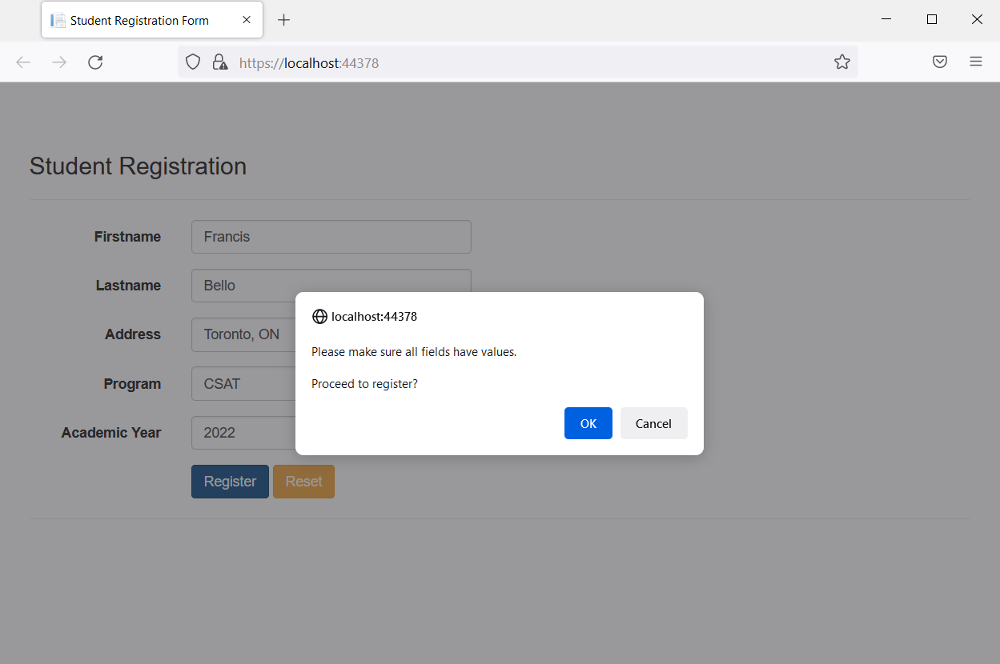 Student Registration Form
https://localhost:44378
Student Registration
Firstname Francis
Lastname Bello
Address Toronto, ON
Program CSAT
Academic Year 2022
Register Reset
localhost:44378
Please make sure all fields have values.
Proceed to register?
OK Cancel